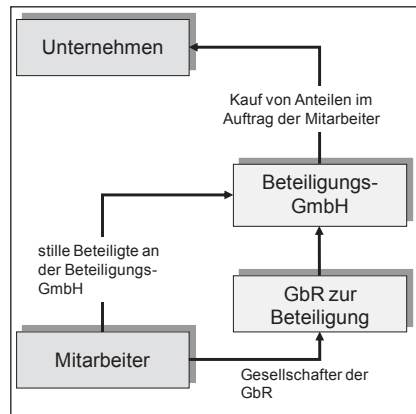 Unternehmen
Kauf von Anteilen im
Auftrag der Mitarbeiter
Beteiligungs-
GmbH
stille Beteiligte an
der Beteiligungs-
GmbH
GbR zur
Beteiligung
Mitarbeiter
Gesellschafter der
GbR